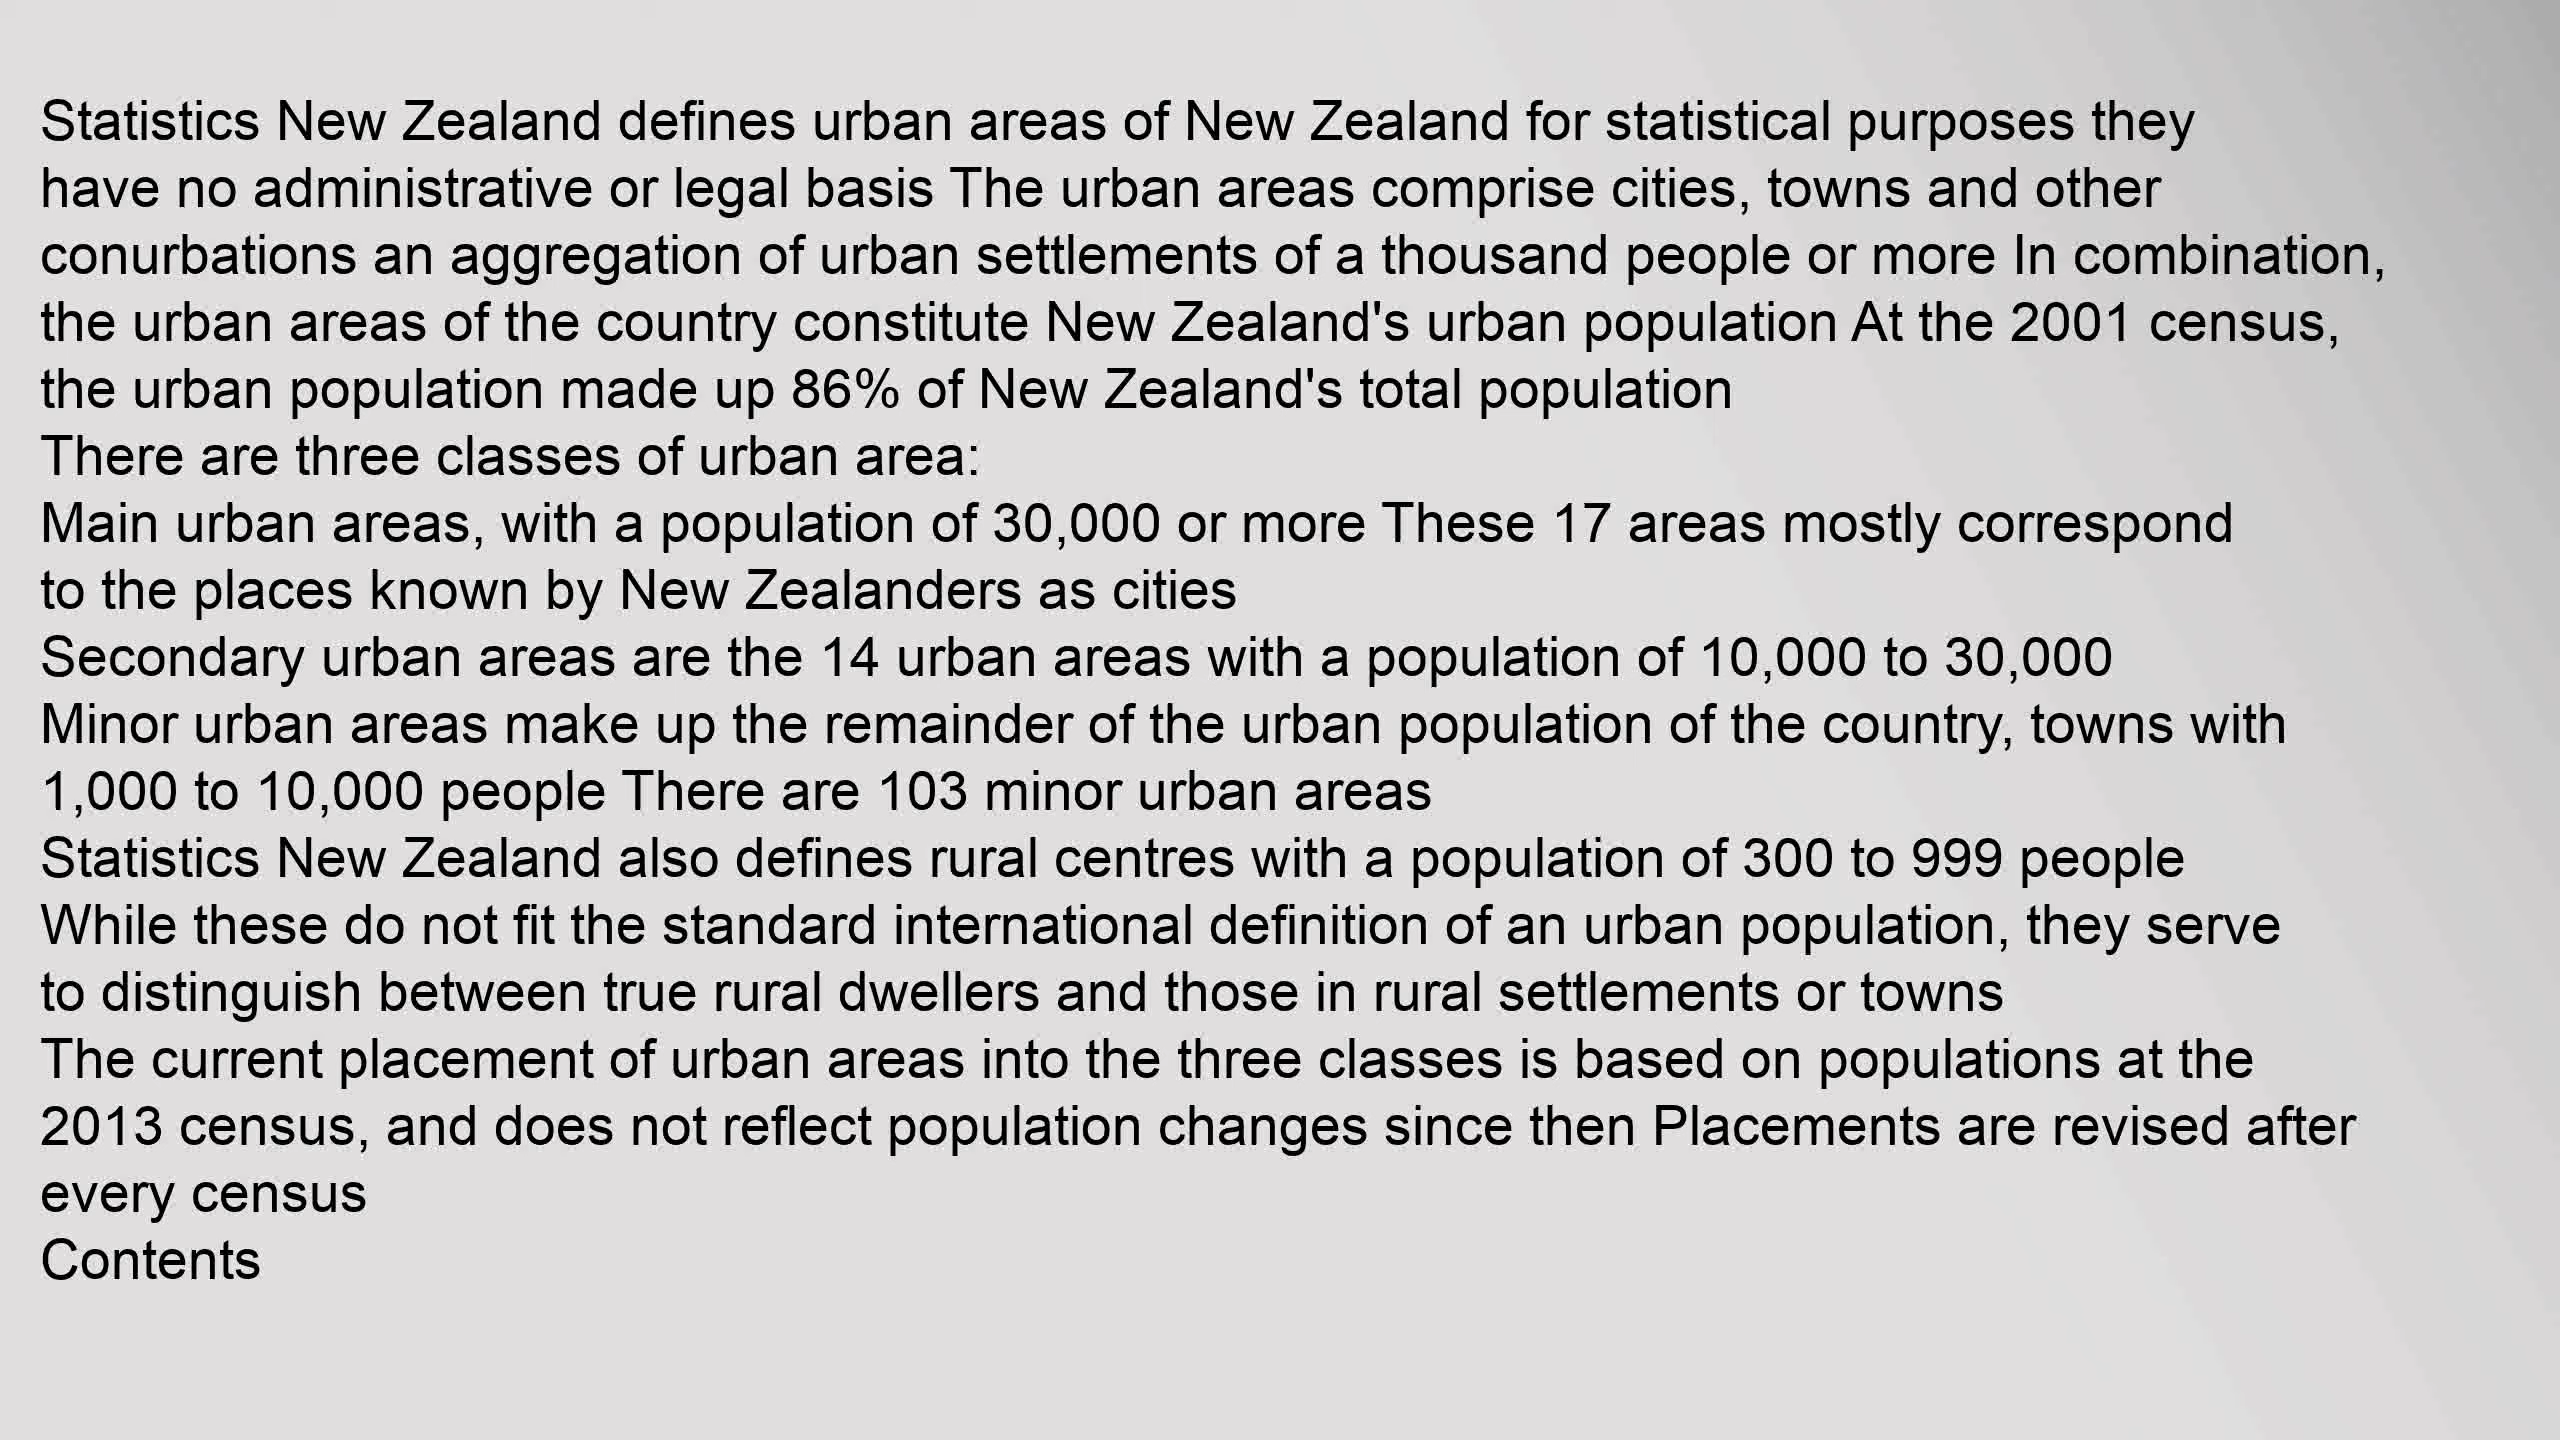 Statistics New Zealand defines urban areas of New Zealand for statistical purposes they
have no administrative or legal basis The urban areas comprise cities, towns and other
conurbations an aggregation of urban settlements of a thousand people or more In combination,
the urban areas of the country constitute New Zealand's urban population At the 2001 census,
the urban population made up 86% of New Zealand's total population
There are three classes of urban area:
Main urban areas, with a population of 30,000 or more These 17 areas mostly correspond
to the places known by New Zealanders as cities
Secondary urban areas are the 14 urban areas with a population of 10,000 to 30,000
Minor urban areas make up the remainder of the urban population of the country, towns with
1,000 to 10,000 people There are 103 minor urban areas
Statistics New Zealand also defines rural centres with a population of 300 to 999 people
While these do not fit the standard international definition of an urban population, they serve
to distinguish between true rural dwellers and those in rural settlements or towns
The current placement of urban areas into the three classes is based on populations at the
2013 census, and does not reflect population changes since then Placements are revised after
every census
Contents